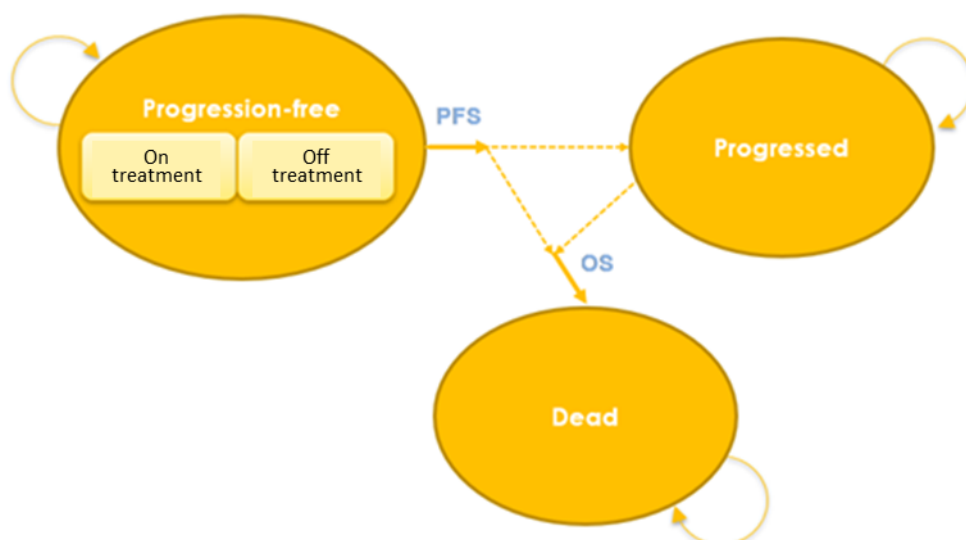 Progression-free
On
treatment
Off
treatment
PFS
Progressed
OS
Dead